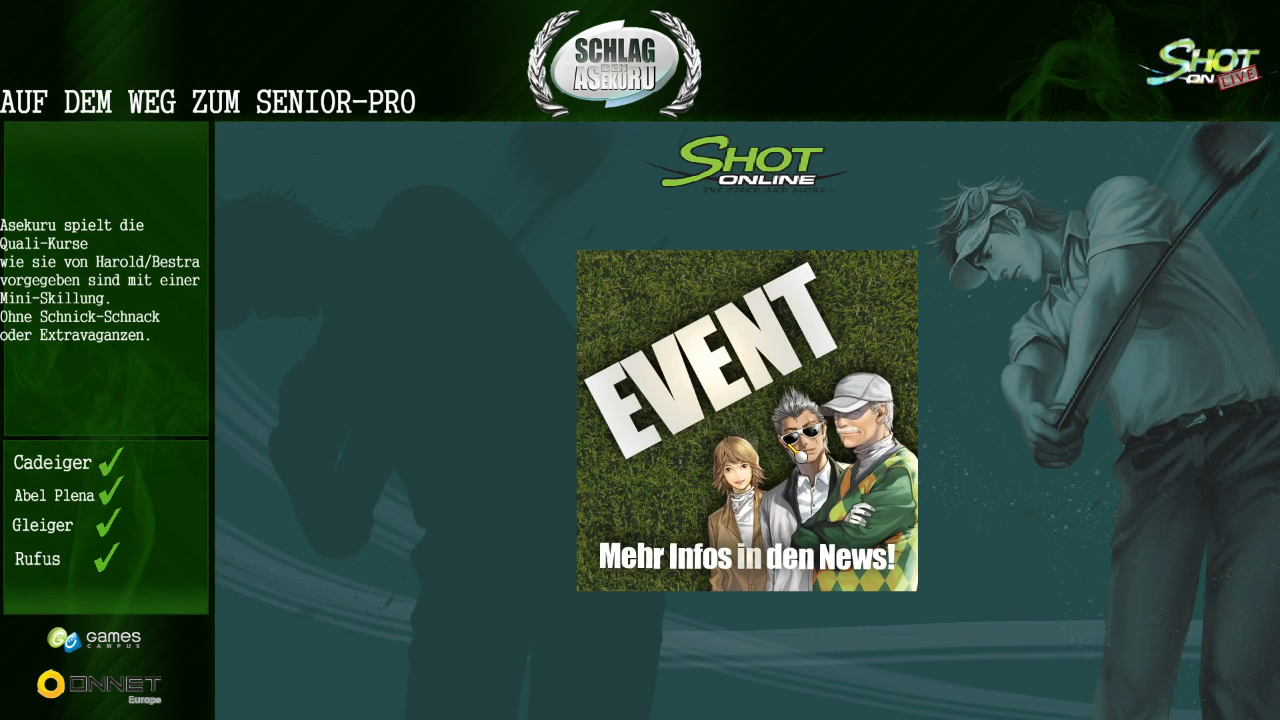 SCHLAG
DEN
ASEKURU
SHOT
ON LIVE
AUF DEM WEG ZUM SENIOR-PRO
SHOT
ONLINE
Asekuru spielt die
Quali-Kurse
wie sie von Harold/Bestra
vorgegeben sind mit einer
Mini-Skillung.
Ohne Schnick-Schnack
oder Extravaganzen.
EVENT
Mehr Infos in den News!
Cadeiger
Abel Plena
Gleiger
Rufus
GAMES
CAMPUS
ONNET
Europe